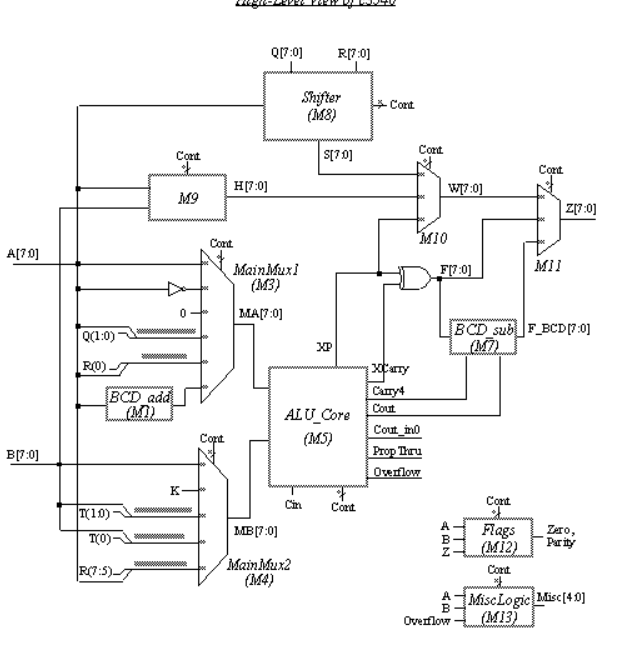 High-Level View of c3540
Q[7:0] R[7:0]
Shifter
(M8)
Cont
S[7:0]
Cont
M9
H[7:0]
Cont
M10
W[7:0]
Cont
Z[7:0]
M11
A[7:0]
Cont
MainMux1
(M3)
0
MA[7:0]
Q(1:0)
R(0)
BCD_add
(M1)
XP
F[7:0]
BCD_sub
(M7)
F_BCD[7:0]
ALU_Core
(M5)
XCarry
Carry4
Cout
Cout_in0
Prop Thru
Overflow
Cin
Cont
B[7:0]
Cont
K
T(1:0)
T(0)
R(7:5)
MB[7:0]
MainMux2
(M4)
Cont
A
B
Z
Flags
(M12)
Zero,
Parity
Cont
A
B
Overflow
MiscLogic
(M13)
Misc[4:0]